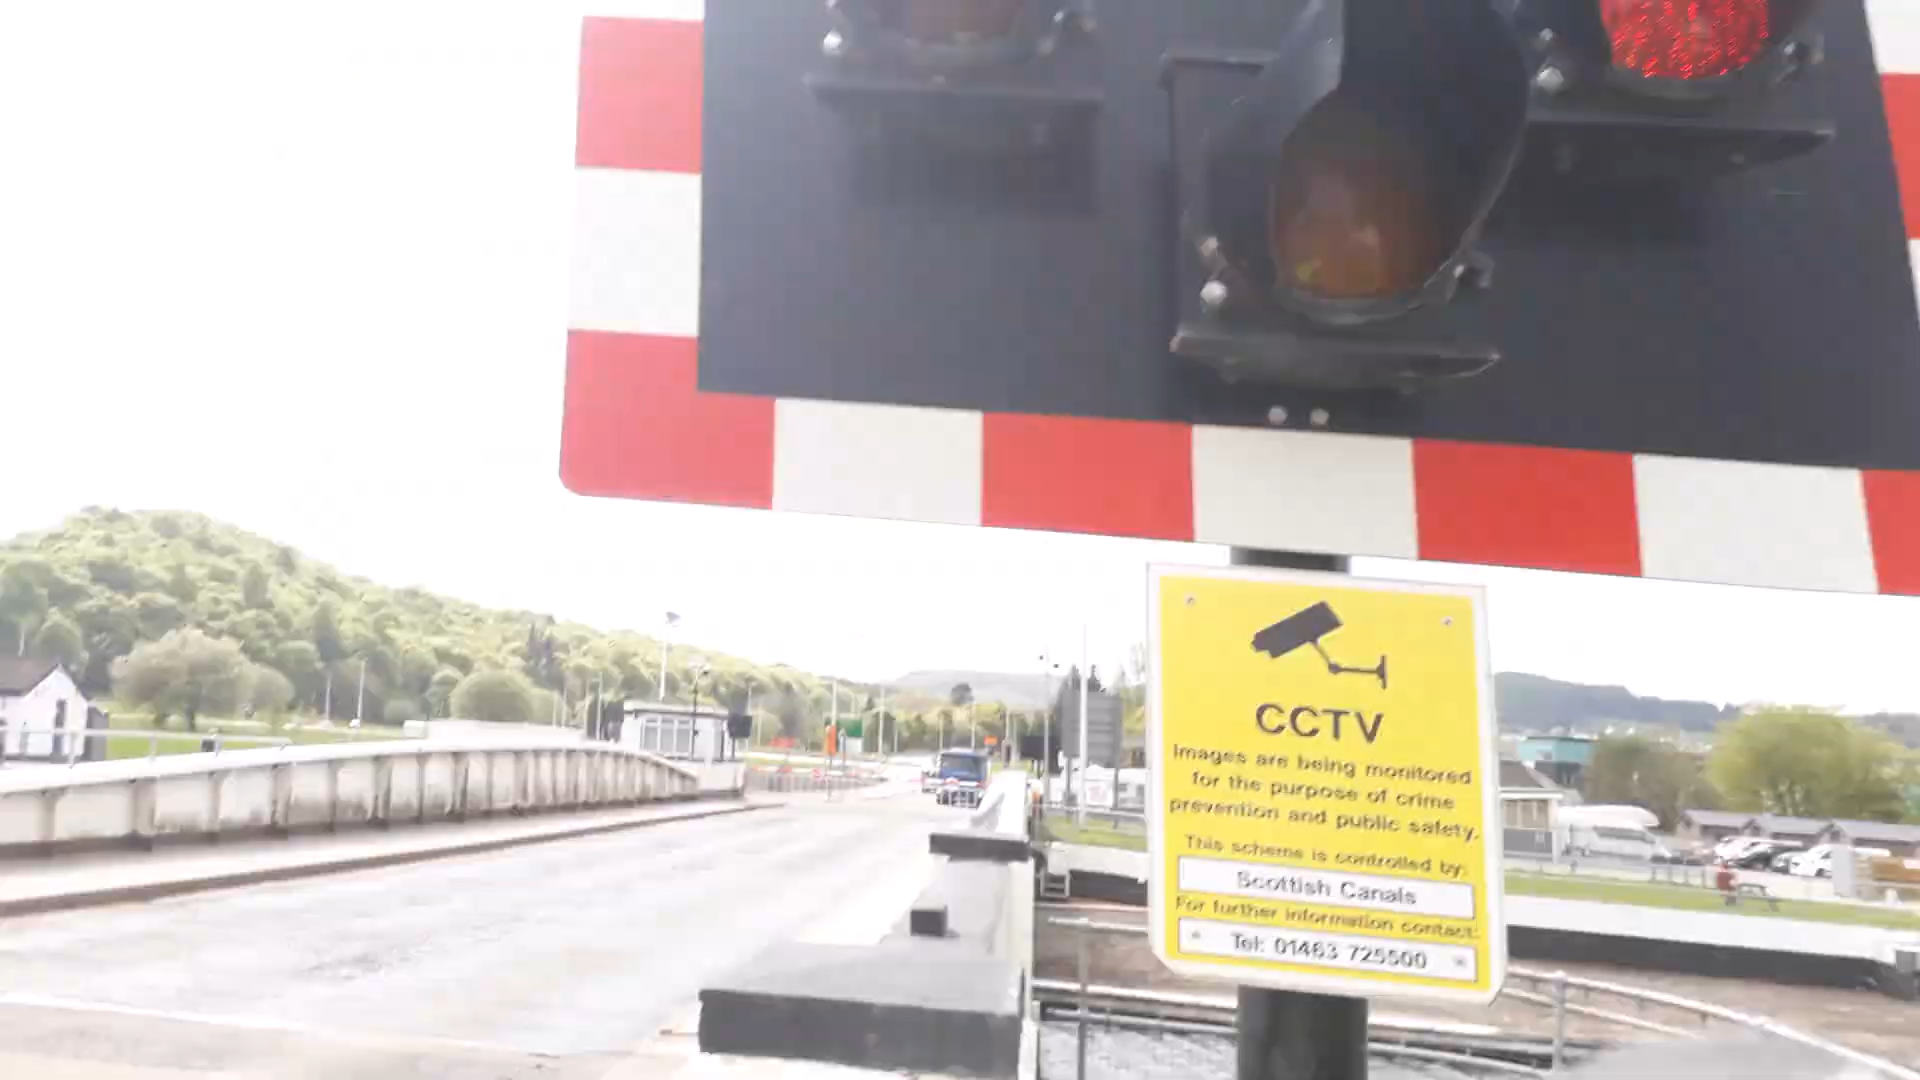 CCTV
Images are being monitored
for the purpose of crime
prevention and public safety.
This scheme is controlled by:
Scottish Canals
For further information contact:
Tel: 01463 725500